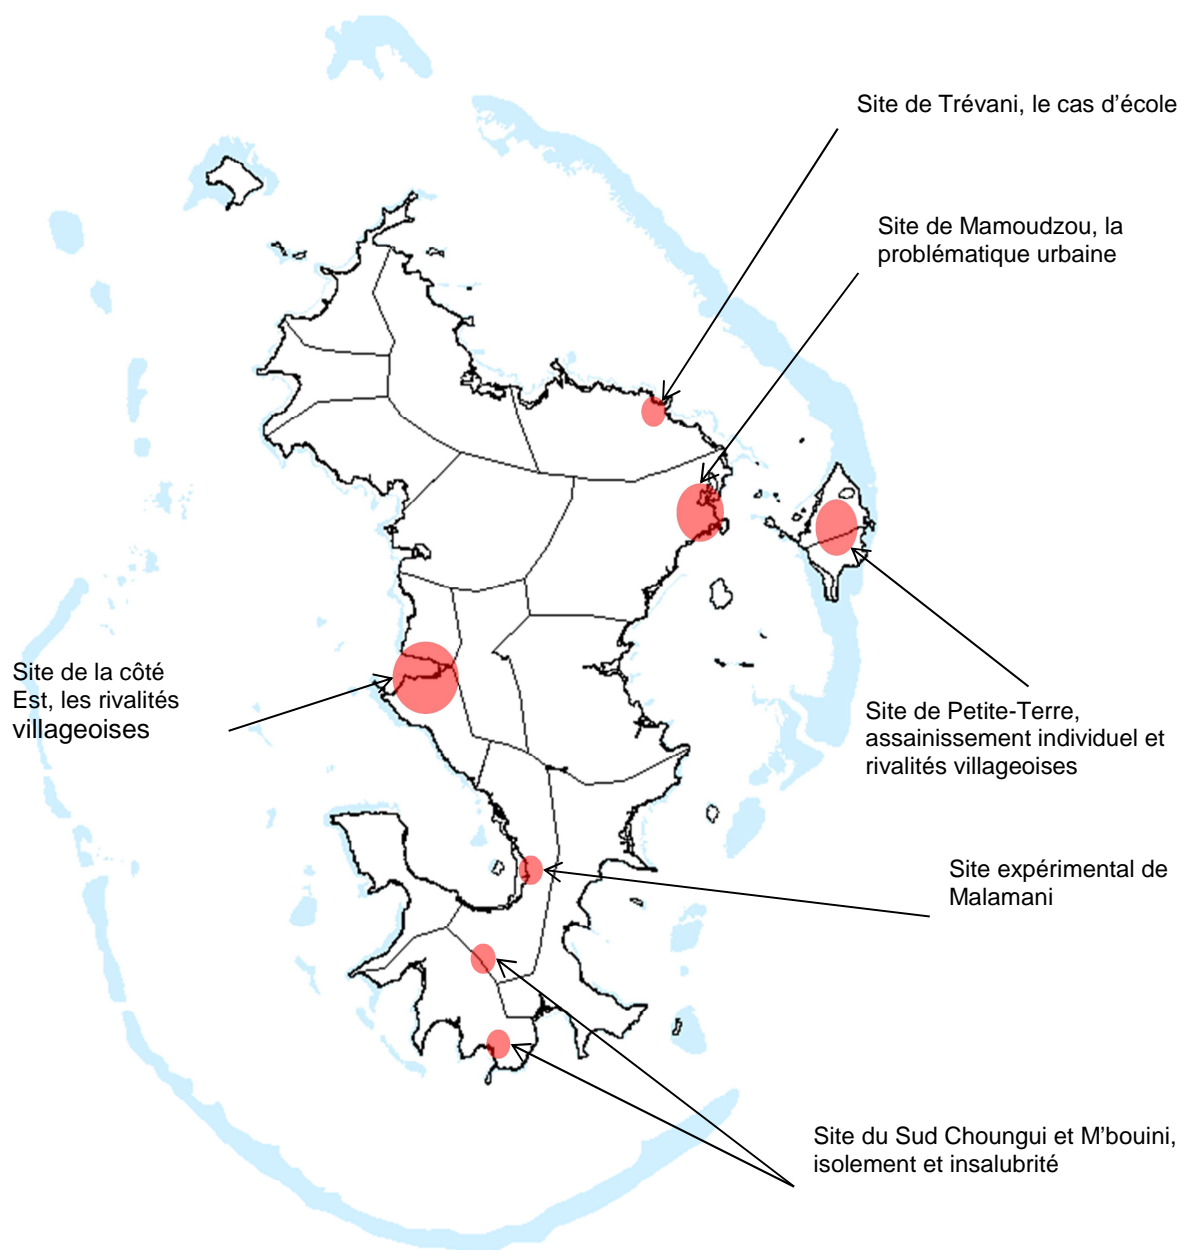 Site de Trévani, le cas d’école
Site de Mamoudzou, la
problématique urbaine
Site de la côté
Est, les rivalités
villageoises
Site de Petite-Terre,
assainissement individuel et
rivalités villageoises
Site expérimental de
Malamani
Site du Sud Choungui et M’bouini,
isolement et insalubrité